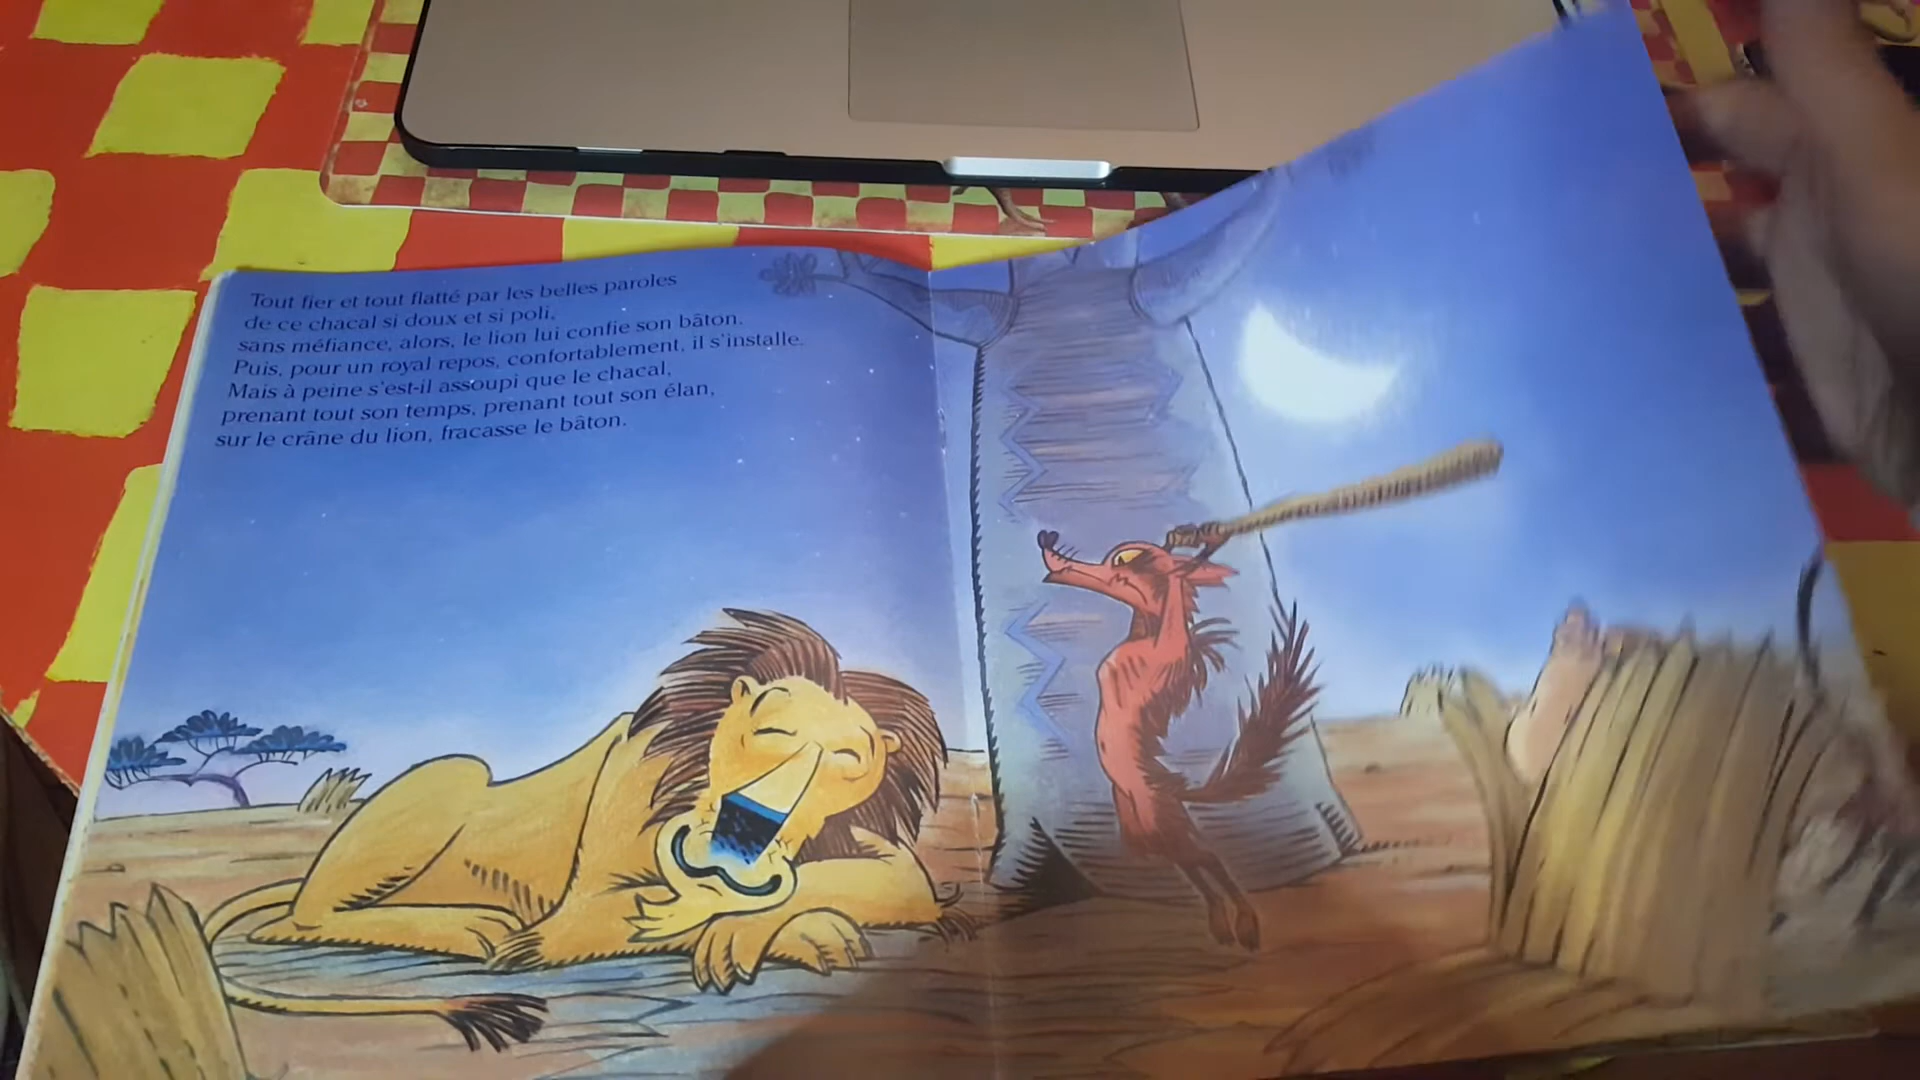 Tout fier et tout flatté par les belles paroles
de ce chacal si doux et si poli,
sans méfiance, alors, le lion lui confie son bâton.
Puis, pour un royal repos, confortablement, il s'installe.
Mais à peine s'est-il assoupi que le chacal,
prenant tout son temps, prenant tout son élan,
sur le crâne du lion, fracasse le bâton.